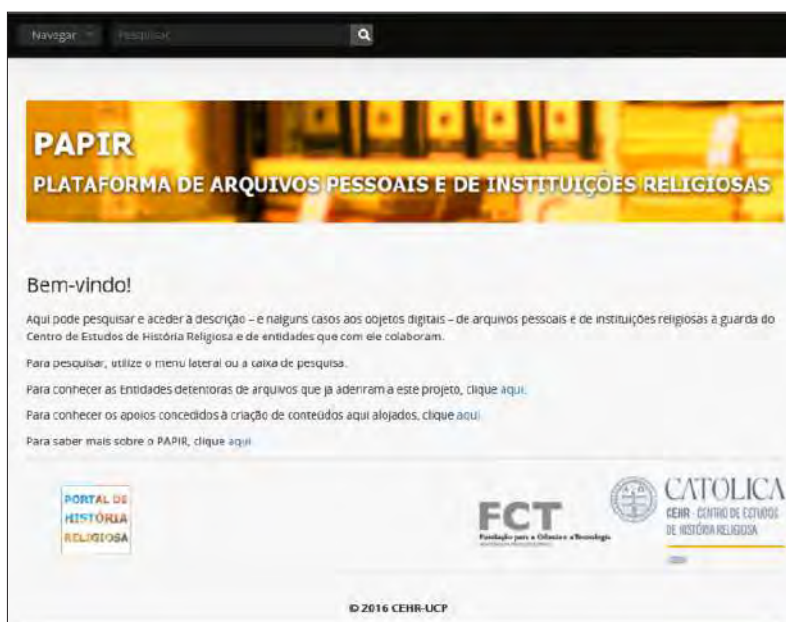 Navegar
Pesquisar
PAPIR
PLATAFORMA DE ARQUIVOS PESSOAIS E DE INSTITUIÇÕES RELIGIOSAS
Bem-vindo!
Aqui pode pesquisar e aceder à descrição – e nalguns casos aos objetos digitais – de arquivos pessoais e de instituições religiosas à guarda do
Centro de Estudos de História Religiosa e de entidades que com ele colaboram.
Para pesquisar, utilize o menu lateral ou a caixa de pesquisa.
Para conhecer as Entidades detentoras de arquivos que já aderiram a este projeto, clique aqui.
Para conhecer os apoios concedidos à criação de conteúdos aqui alojados, clique aqui
Para saber mais sobre o PAPIR, clique aqui
PORTAL DE
HISTÓRIA
RELIGIOSA
FCT
Fundação para a Ciência e a Tecnologia
CATOLICA
CEHR · CENTRO DE ESTUDOS
DE HISTÓRIA RELIGIOSA
© 2016 CEHR-UCP